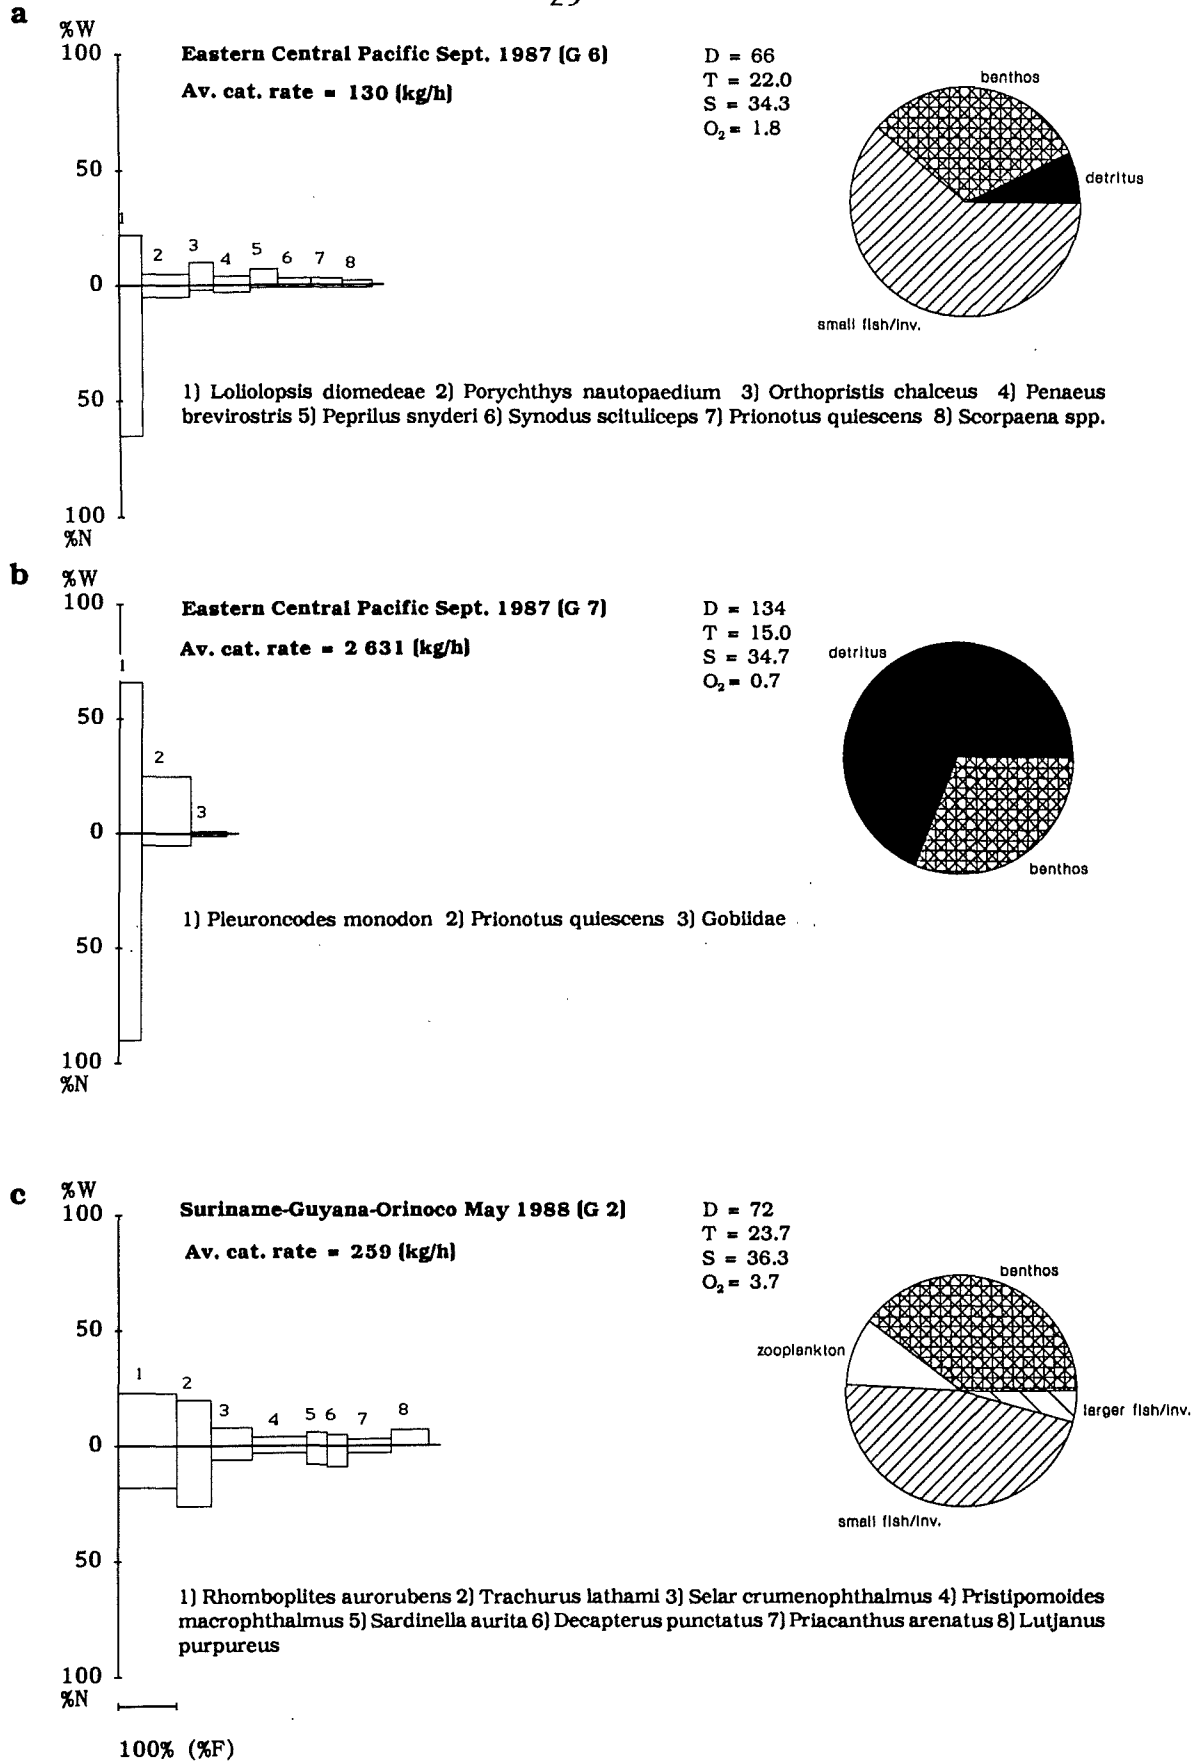 a
%W
100
Eastern Central Pacific Sept. 1987 (G 6)
Av. cat. rate = 130 (kg/h)
D = 66
T = 22.0
S = 34.3
O₂ = 1.8
benthos
detritus
small fish/inv.
50
1
2
3
4
5
6
7
8
0
1) Loliolopsis diomedeae 2) Porychthys nautopaedium 3) Orthopristis chalceus 4) Penaeus
brevirostris 5) Peprilus snyderi 6) Synodus scituliceps 7) Prionotus quiescens 8) Scorpaena spp.
50
100
%N
b
%W
100
Eastern Central Pacific Sept. 1987 (G 7)
Av. cat. rate = 2 631 (kg/h)
D = 134
T = 15.0
S = 34.7
O₂ = 0.7
detritus
benthos
1
50
2
3
0
1) Pleuroncodes monodon 2) Prionotus quiescens 3) Gobiidae
50
100
%N
c
%W
100
Suriname-Guyana-Orinoco May 1988 (G 2)
Av. cat. rate = 259 (kg/h)
D = 72
T = 23.7
S = 36.3
O₂ = 3.7
benthos
zooplankton
larger fish/inv.
small fish/inv.
50
1
2
3
4
5
6
7
8
0
50
1) Rhomboplites aurorubens 2) Trachurus lathami 3) Selar crumenophthalmus 4) Pristipomoides
macrophthalmus 5) Sardinella aurita 6) Decapterus punctatus 7) Priacanthus arenatus 8) Lutjanus
purpureus
100
%N
100% (%F)